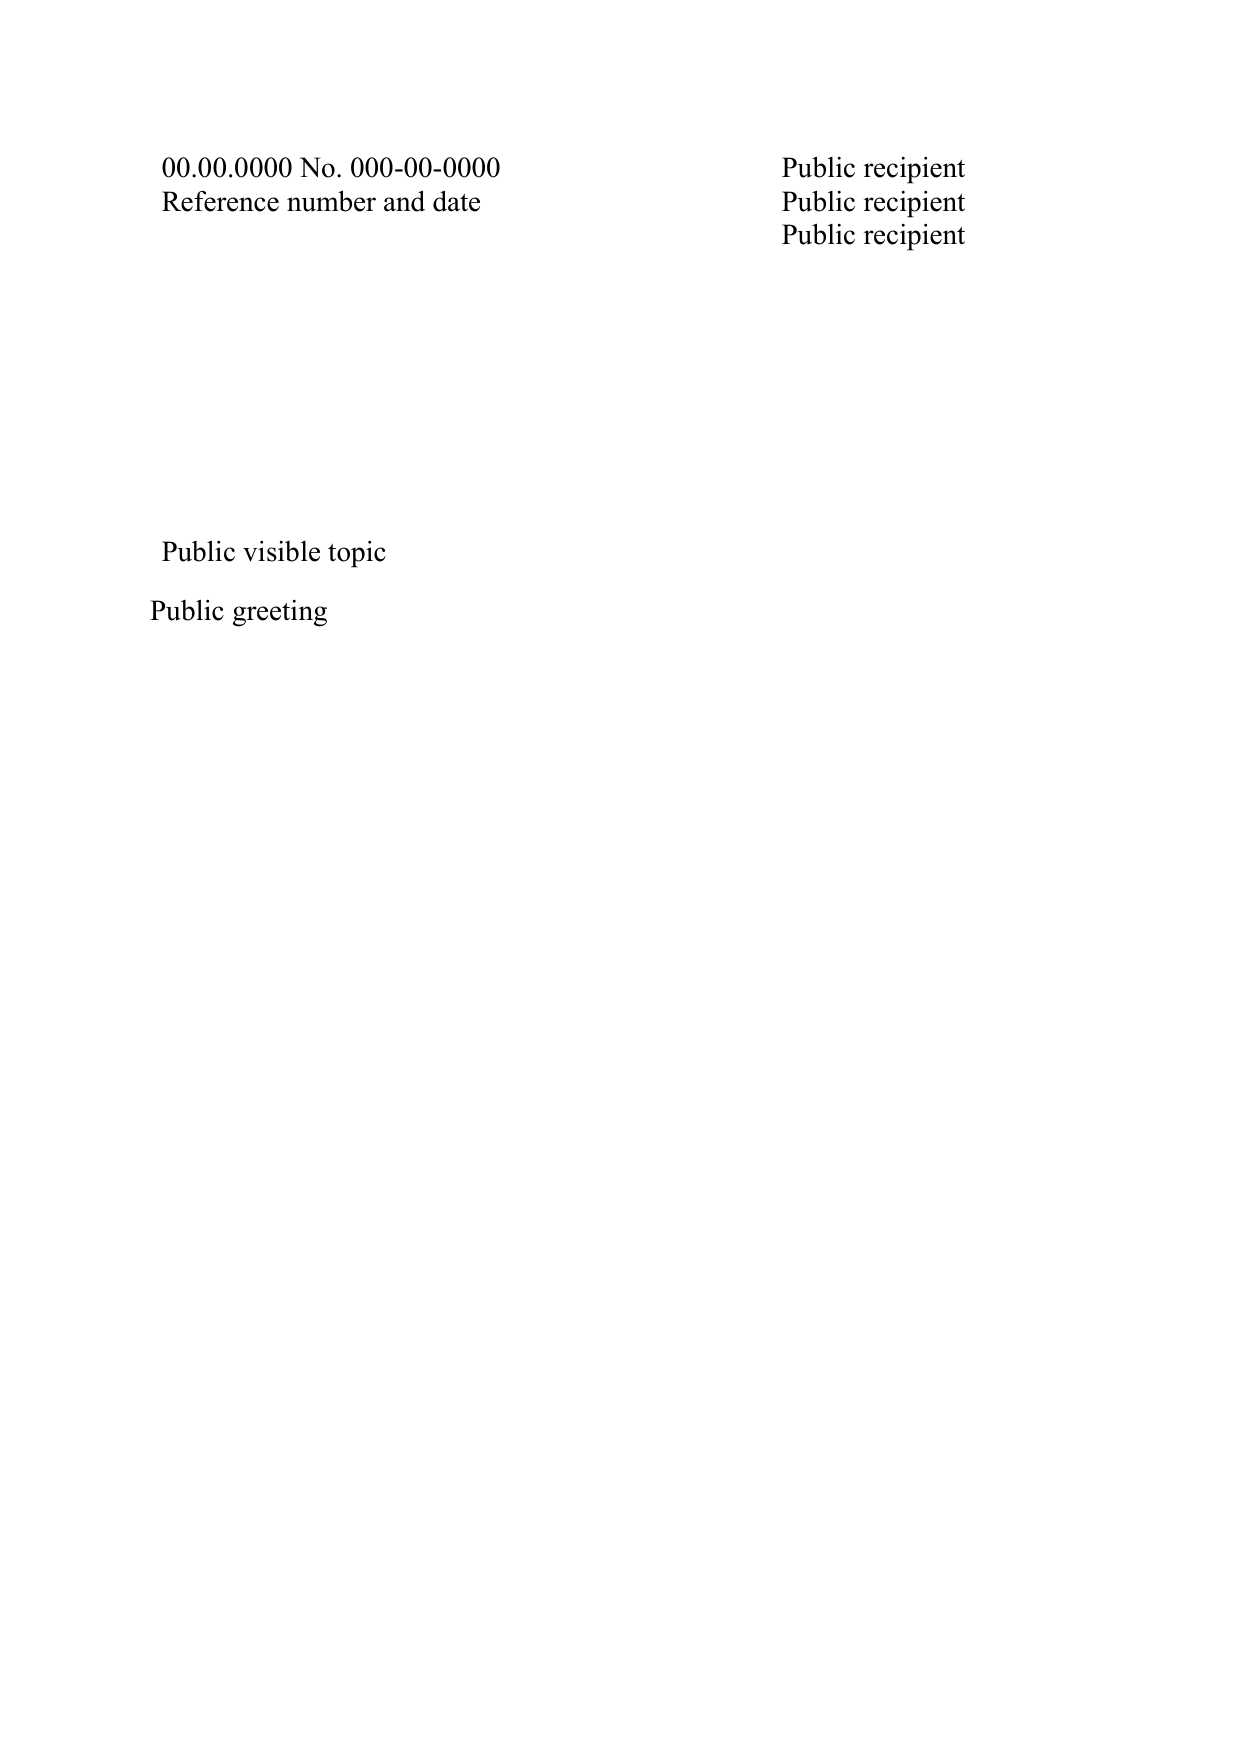 00.00.0000 No. 000-00-0000
Reference number and date
Public recipient
Public recipient
Public recipient
Public visible topic
Public greeting